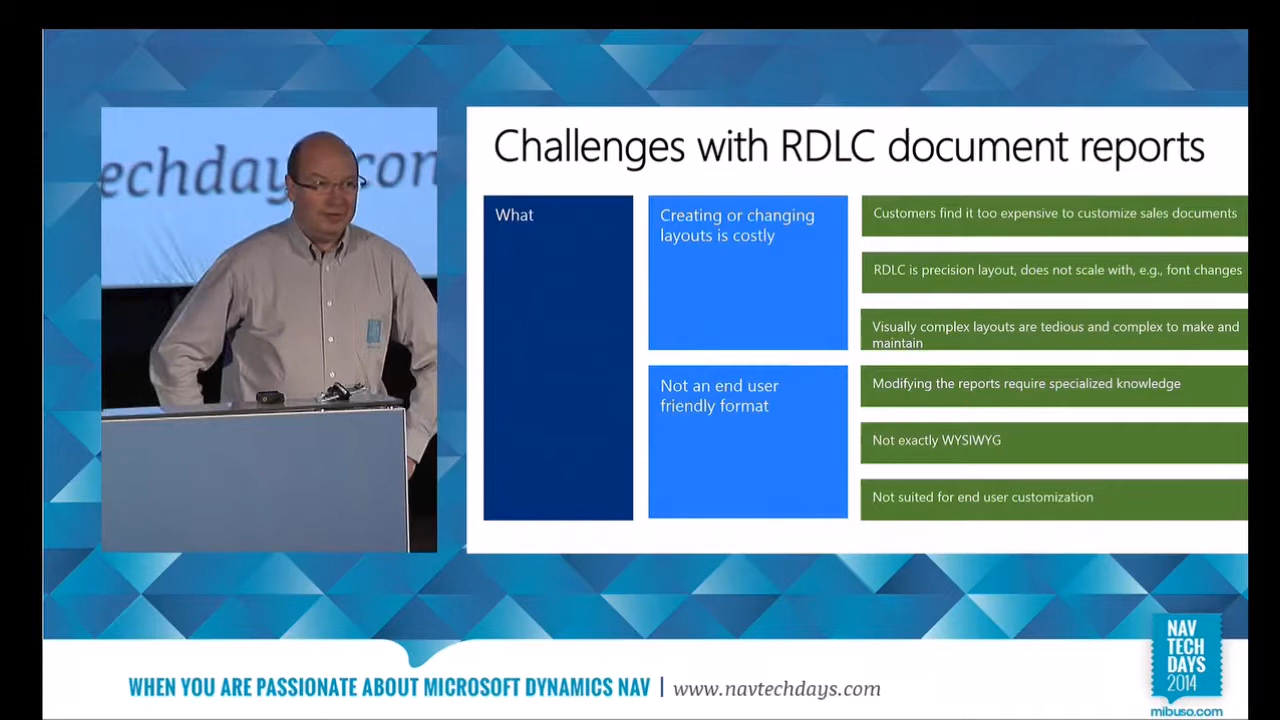 techdays.com
Challenges with RDLC document reports
What
Creating or changing
layouts is costly
Customers find it too expensive to customize sales documents
RDLC is precision layout, does not scale with, e.g., font changes
Visually complex layouts are tedious and complex to make and
maintain
Not an end user
friendly format
Modifying the reports require specialized knowledge
Not exactly WYSIWYG
Not suited for end user customization
WHEN YOU ARE PASSIONATE ABOUT MICROSOFT DYNAMICS NAV | www.navtechdays.com
NAV
TECH
DAYS
2014
mibuso.com